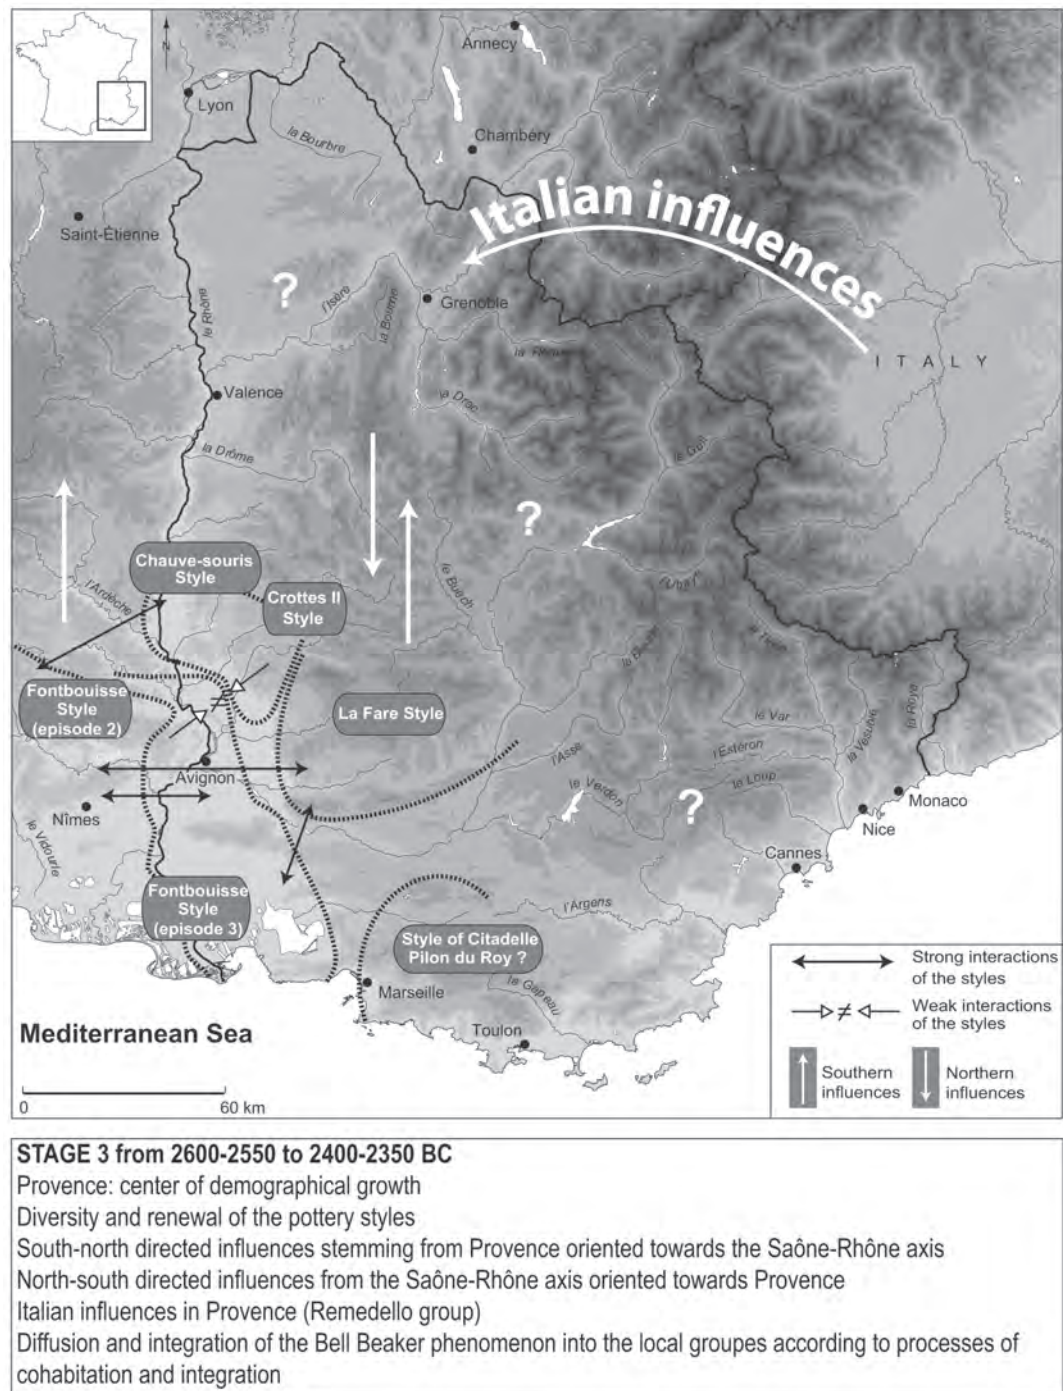 N
Annecy
Lyon
la Bourbre
Chambéry
Saint-Étienne
Italian influences
?
l'Isère
la Bourne
Grenoble
le Rhône
ITALY
Valence
la Drac
la Drôme
le Guil
?
Chauve-souris
Style
l'Ardèche
Crottes II
Style
le Buëch
Fontbouisse
Style
(episode 2)
La Fare Style
le Var
la Vésubie
la Roya
l'Estéron
l'Asse
Avignon
le Verdon
le Loup
Monaco
Nîmes
?
Nice
le Vidourle
Cannes
Fontbouisse
Style
(episode 3)
l'Argens
Style of Citadelle
Pilon du Roy ?
Marseille
le Gapeau
Toulon
Mediterranean Sea
0 60 km
Strong interactions
of the styles
≠
Weak interactions
of the styles
Southern
influences
Northern
influences
STAGE 3 from 2600-2550 to 2400-2350 BC
Provence: center of demographical growth
Diversity and renewal of the pottery styles
South-north directed influences stemming from Provence oriented towards the Saône-Rhône axis
North-south directed influences from the Saône-Rhône axis oriented towards Provence
Italian influences in Provence (Remedello group)
Diffusion and integration of the Bell Beaker phenomenon into the local groupes according to processes of
cohabitation and integration